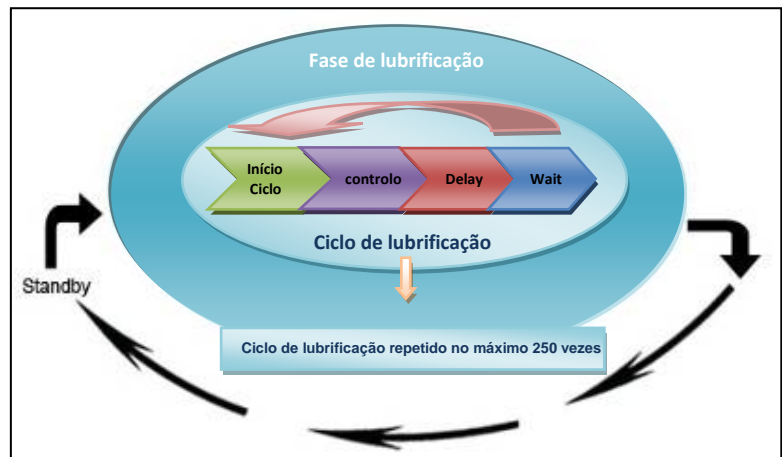 Fase de lubrificação
Início
Ciclo
controlo
Delay
Wait
Ciclo de lubrificação
Standby
Ciclo de lubrificação repetido no máximo 250 vezes